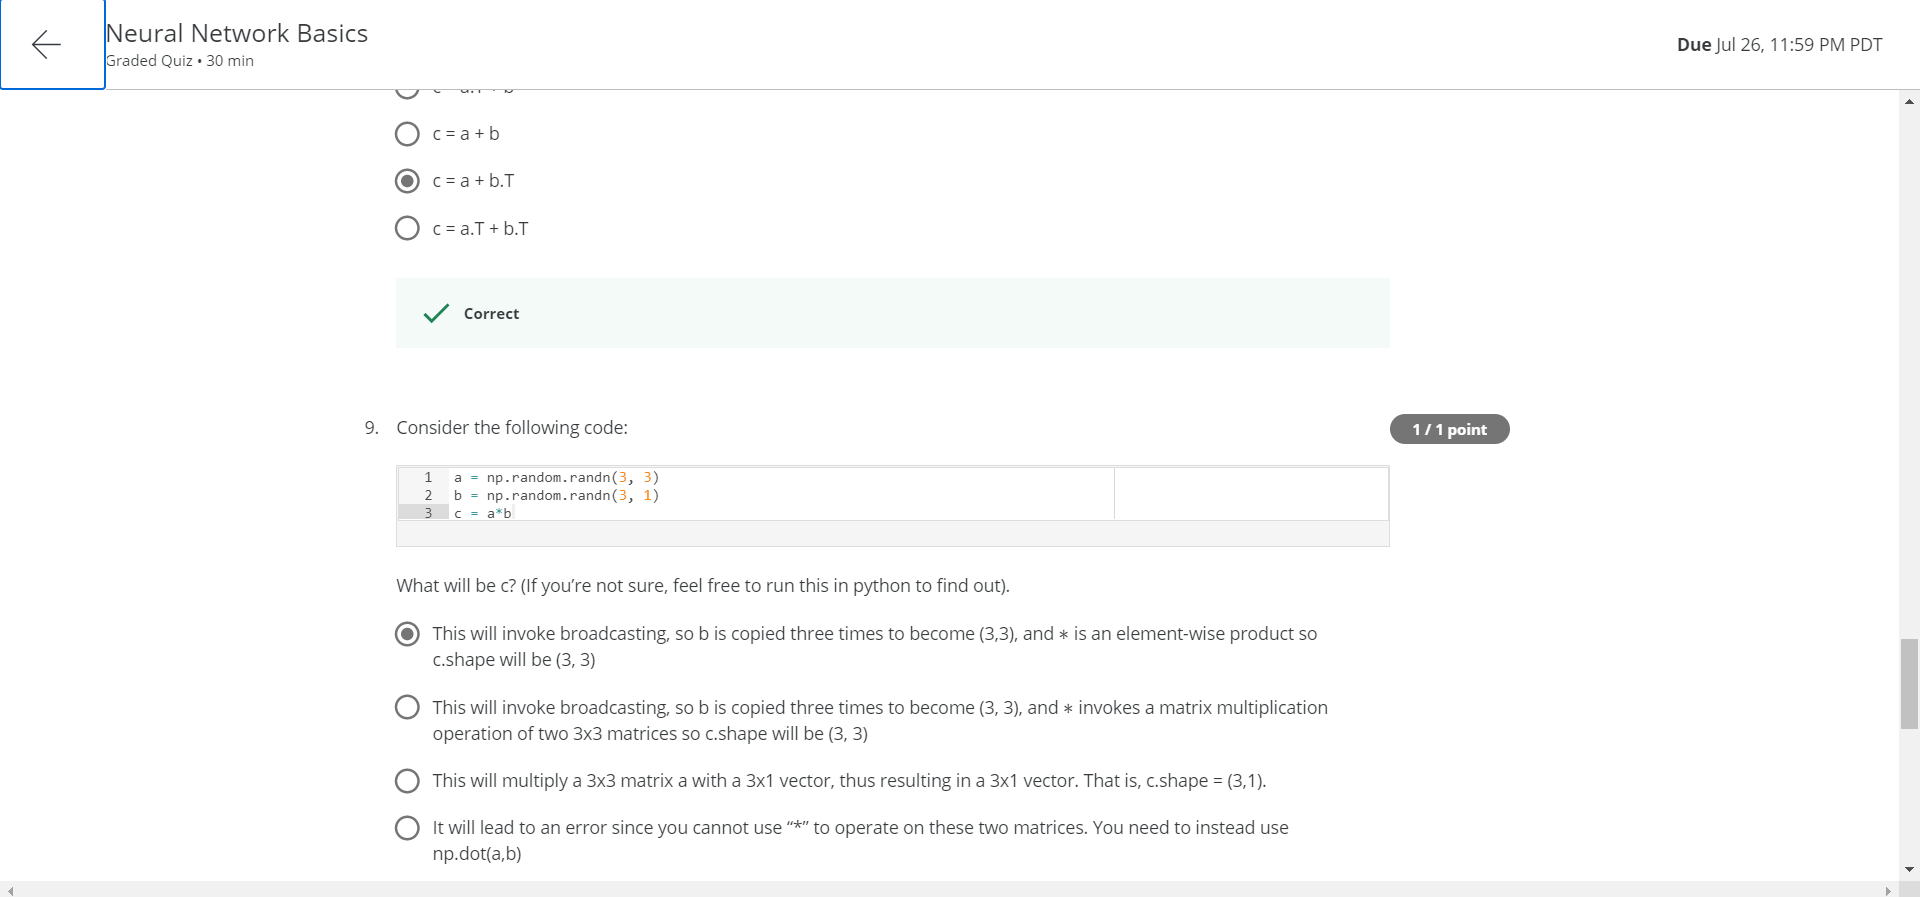 Neural Network Basics
Graded Quiz • 30 min
Due Jul 26, 11:59 PM PDT
c = a + b
c = a + b.T
c = a.T + b.T
Correct
9. Consider the following code:
1 / 1 point
1 a = np.random.randn(3, 3)
2 b = np.random.randn(3, 1)
3 c = a*b
What will be c? (If you’re not sure, feel free to run this in python to find out).
This will invoke broadcasting, so b is copied three times to become (3,3), and ∗ is an element-wise product so
c.shape will be (3, 3)
This will invoke broadcasting, so b is copied three times to become (3, 3), and ∗ invokes a matrix multiplication
operation of two 3x3 matrices so c.shape will be (3, 3)
This will multiply a 3x3 matrix a with a 3x1 vector, thus resulting in a 3x1 vector. That is, c.shape = (3,1).
It will lead to an error since you cannot use “*” to operate on these two matrices. You need to instead use
np.dot(a,b)